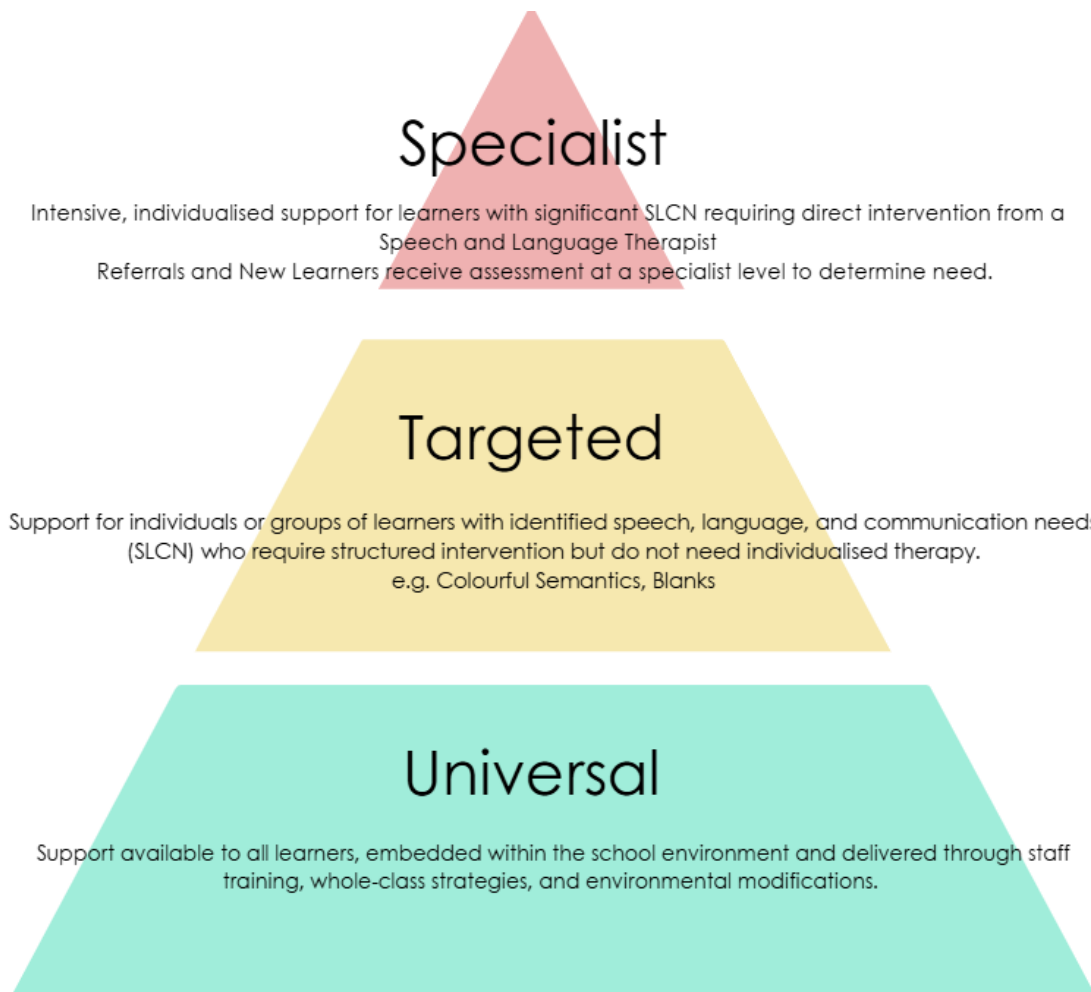 Specialist
Intensive, individualised support for learners with significant SLCN requiring direct intervention from a
Speech and Language Therapist
Referrals and New Learners receive assessment at a specialist level to determine need.
Targeted
Support for individuals or groups of learners with identified speech, language, and communication needs
(SLCN) who require structured intervention but do not need individualised therapy.
e.g. Colourful Semantics, Blanks
Universal
Support available to all learners, embedded within the school environment and delivered through staff
training, whole-class strategies, and environmental modifications.